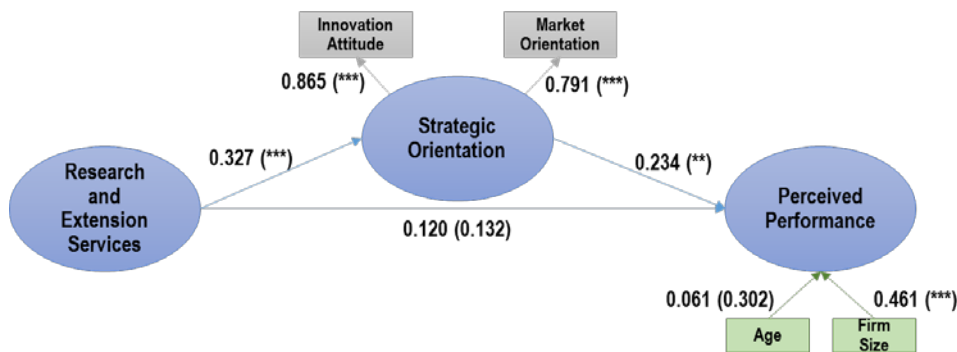 Innovation
Attitude
Market
Orientation
0.865 (***)
0.791 (***)
Strategic
Orientation
0.327 (***)
0.234 (**)
Research
and
Extension
Services
Perceived
Performance
0.120 (0.132)
0.061 (0.302)
0.461 (***)
Age
Firm
Size